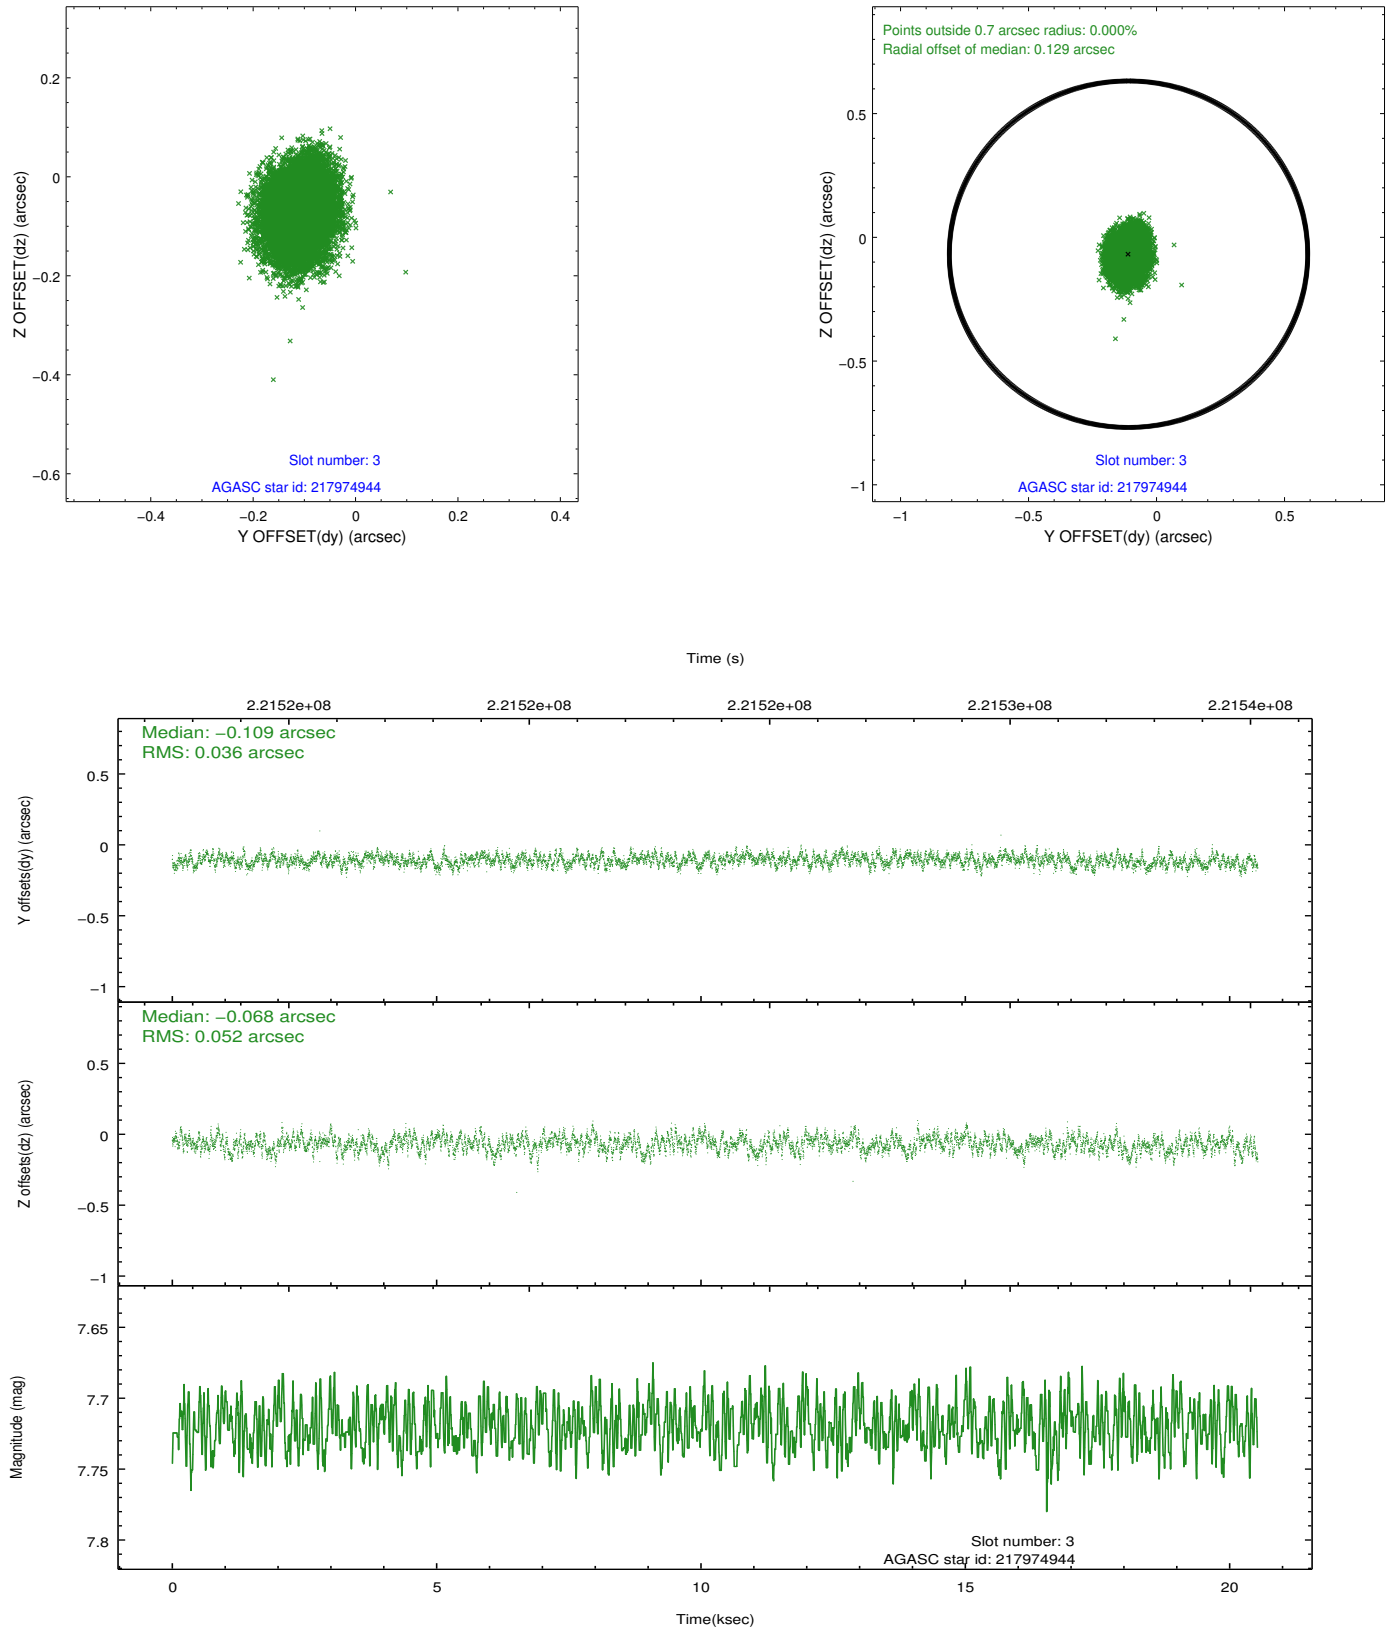 0.2
0
−0.2
−0.4
−0.6
Z OFFSET(dz) (arcsec)
Slot number: 3
AGASC star id: 217974944
−0.4
−0.2
0
0.2
0.4
Y OFFSET(dy) (arcsec)
Points outside 0.7 arcsec radius: 0.000%
Radial offset of median: 0.129 arcsec
0.5
0
−0.5
−1
Z OFFSET(dz) (arcsec)
Slot number: 3
AGASC star id: 217974944
−1
−0.5
0
0.5
Y OFFSET(dy) (arcsec)
Time (s)
2.2152e+08
2.2152e+08
2.2152e+08
2.2153e+08
2.2154e+08
Median: −0.109 arcsec
RMS: 0.036 arcsec
0.5
0
−0.5
−1
Y offsets(dy) (arcsec)
Median: −0.068 arcsec
RMS: 0.052 arcsec
0.5
0
−0.5
−1
Z offsets(dz) (arcsec)
7.65
7.7
7.75
7.8
Magnitude (mag)
Slot number: 3
AGASC star id: 217974944
0
5
10
15
20
Time(ksec)